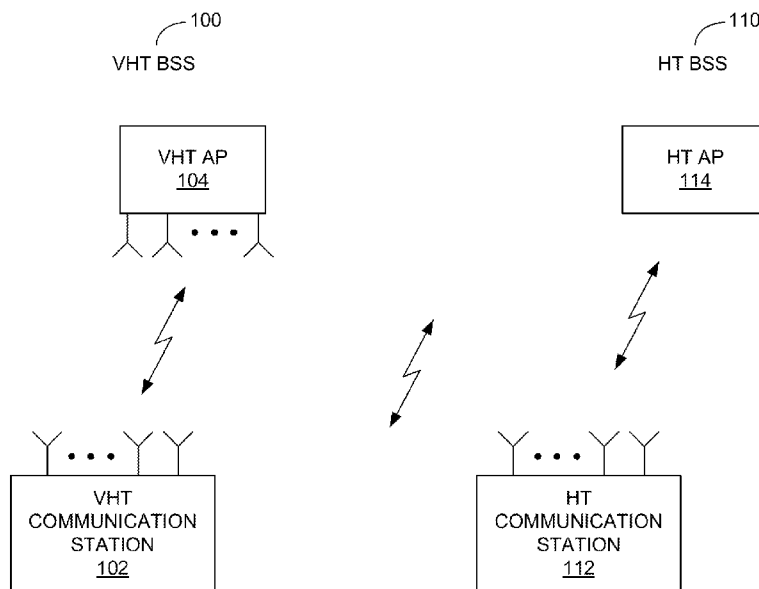 100
VHT BSS
110
HT BSS
VHT AP
104
HT AP
114
VHT
COMMUNICATION
STATION
102
HT
COMMUNICATION
STATION
112